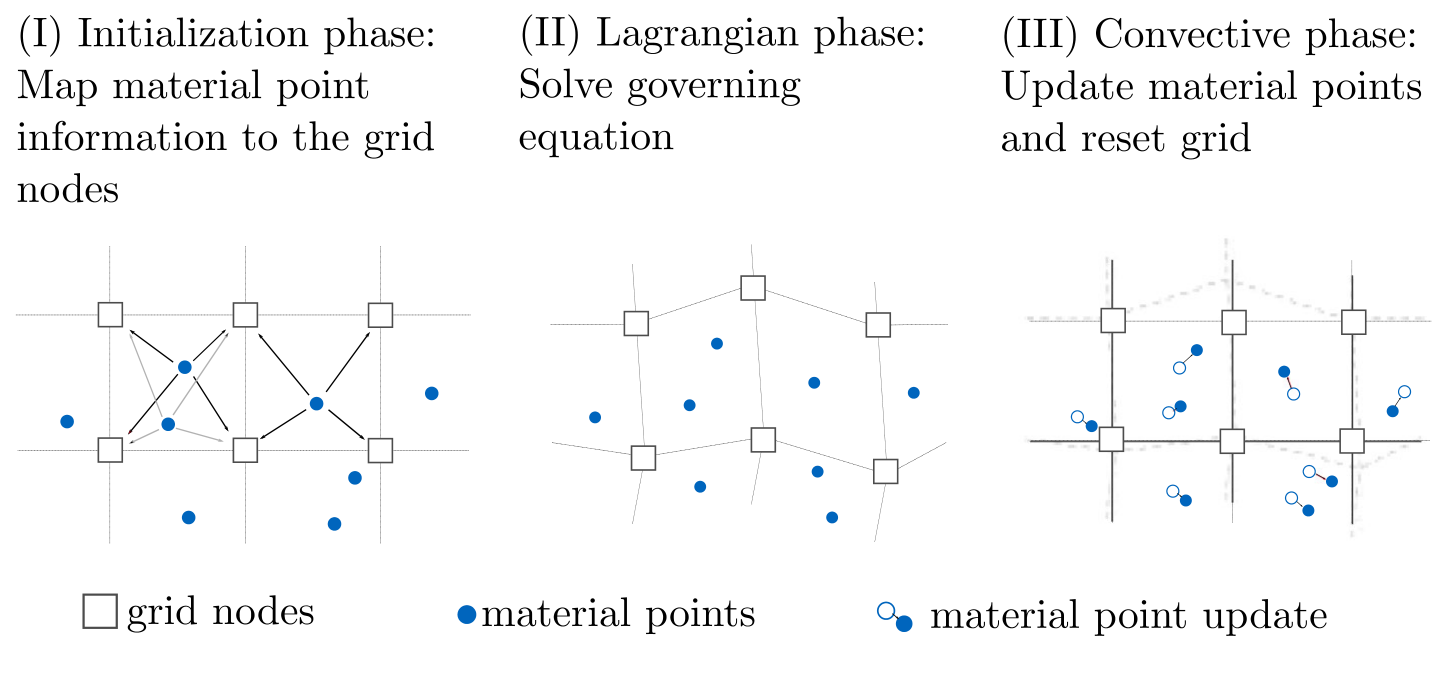 (I) Initialization phase:
Map material point
information to the grid
nodes
(II) Lagrangian phase:
Solve governing
equation
(III) Convective phase:
Update material points
and reset grid
grid nodes
material points
material point update